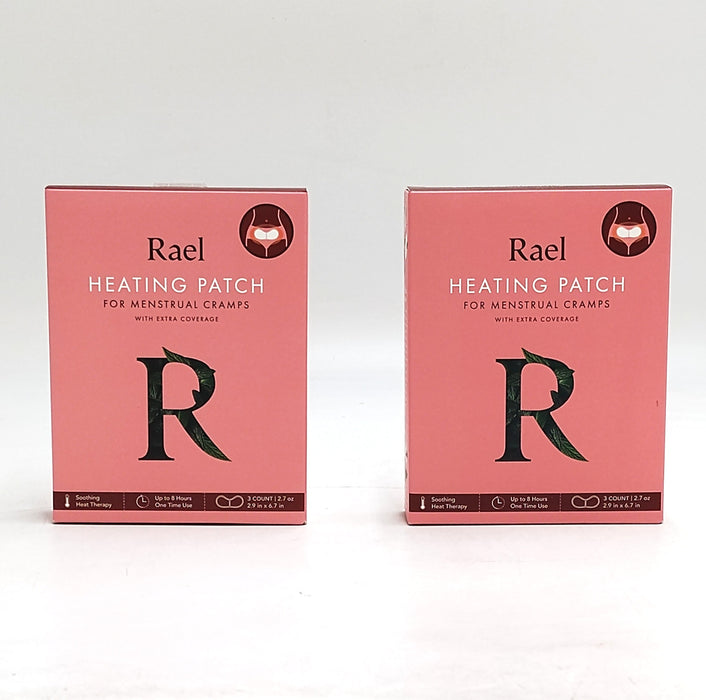 Rael
HEATING PATCH
FOR MENSTRUAL CRAMPS
WITH EXTRA COVERAGE
R
Soothing
Heat Therapy
Up to 8 Hours
One Time Use
3 COUNT | 2.7 oz
2.9 in x 6.7 in
Rael
HEATING PATCH
FOR MENSTRUAL CRAMPS
WITH EXTRA COVERAGE
R
Soothing
Heat Therapy
Up to 8 Hours
One Time Use
3 COUNT | 2.7 oz
2.9 in x 6.7 in